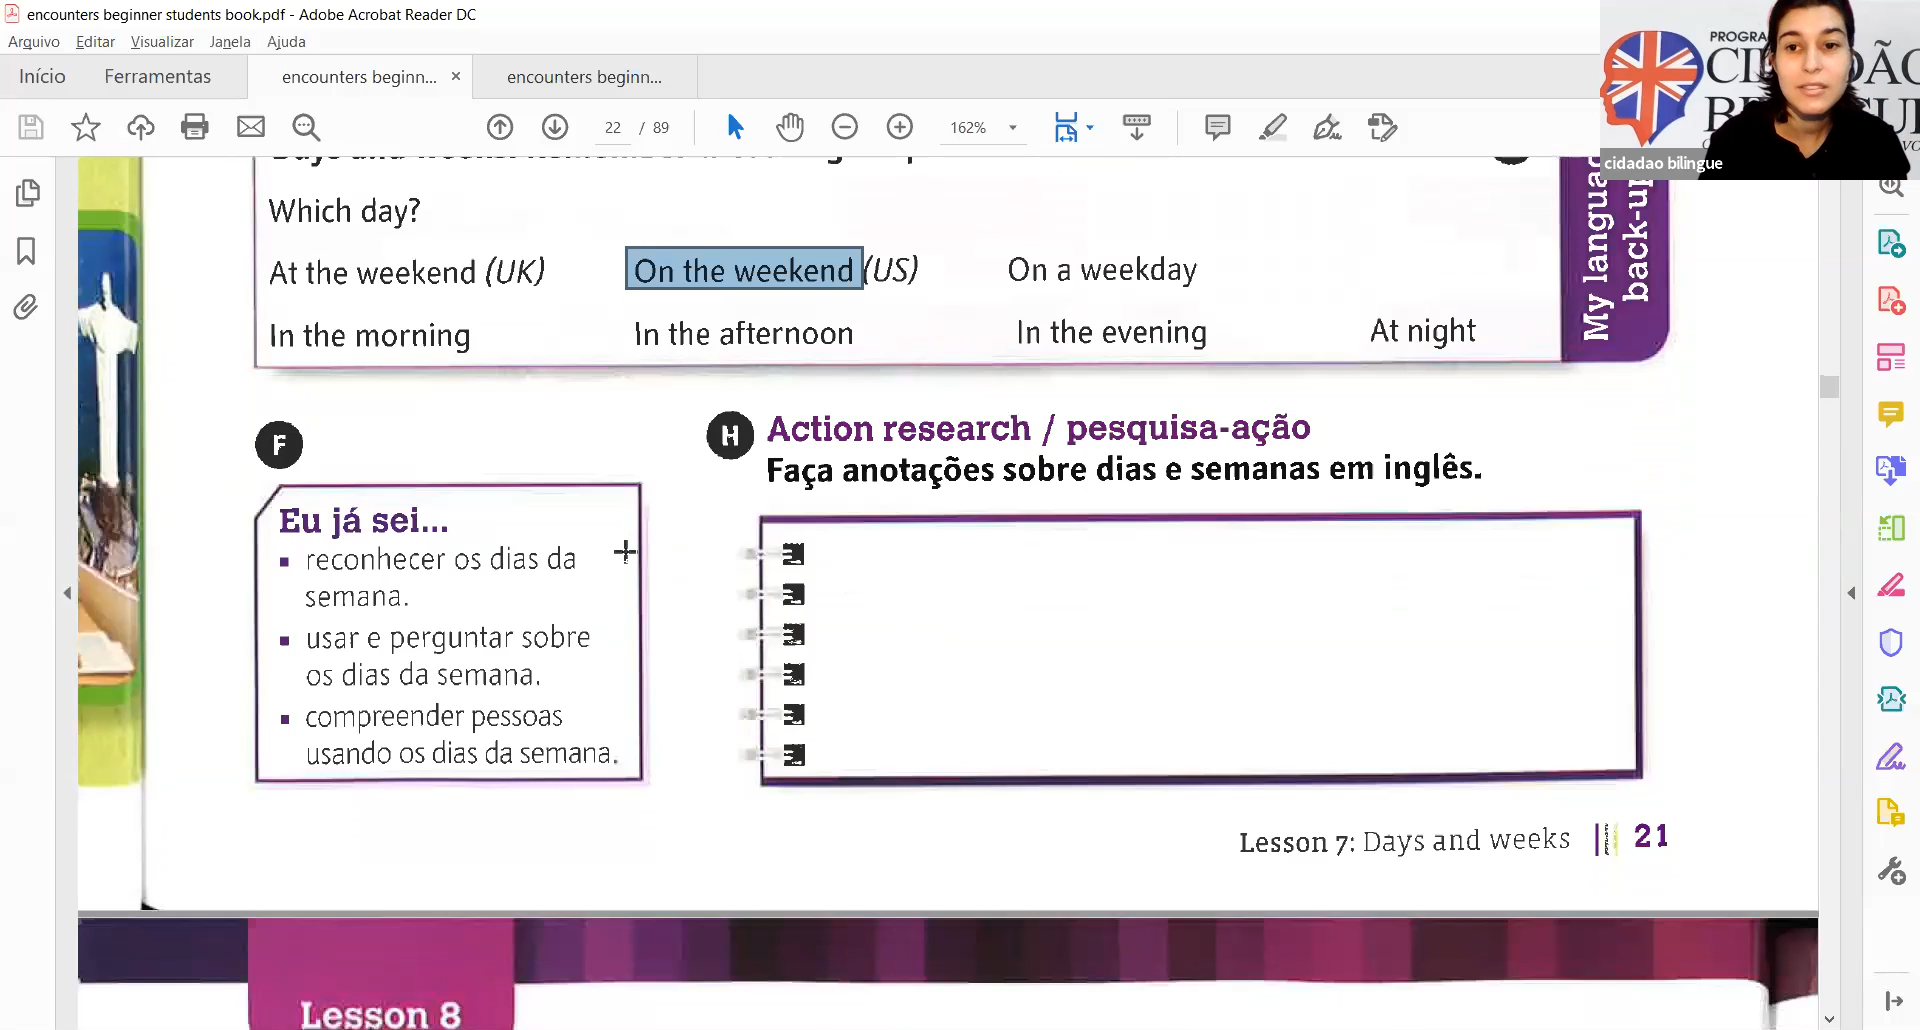 encounters beginner students book.pdf - Adobe Acrobat Reader DC
Arquivo Editar Visualizar Janela Ajuda
Início Ferramentas encounters beginn... × encounters beginn...
22 / 89 162%
PROGRA
cidadao bilingue
Which day?
At the weekend (UK) On the weekend (US) On a weekday
In the morning In the afternoon In the evening At night
My languag
back-up
F
Eu já sei...
▪ reconhecer os dias da
semana.
▪ usar e perguntar sobre
os dias da semana.
▪ compreender pessoas
usando os dias da semana.
H Action research / pesquisa-ação
Faça anotações sobre dias e semanas em inglês.
Lesson 7: Days and weeks 21
Lesson 8